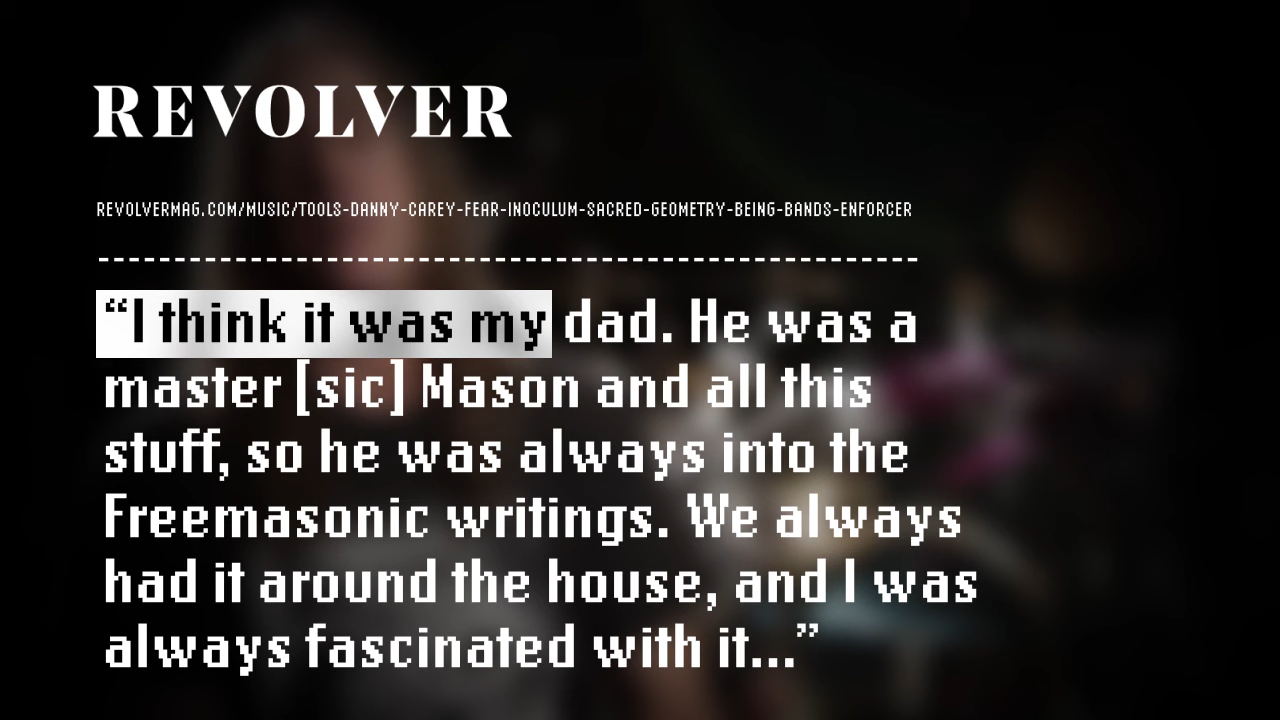 REVOLVER
REVOLVERMAG.COM/MUSIC/TOOLS-DANNY-CAREY-FEAR-INOCULUM-SACRED-GEOMETRY-BEING-BANDS-ENFORCER
“I think it was my dad. He was a
master [sic] Mason and all this
stuff, so he was always into the
Freemasonic writings. We always
had it around the house, and I was
always fascinated with it...”